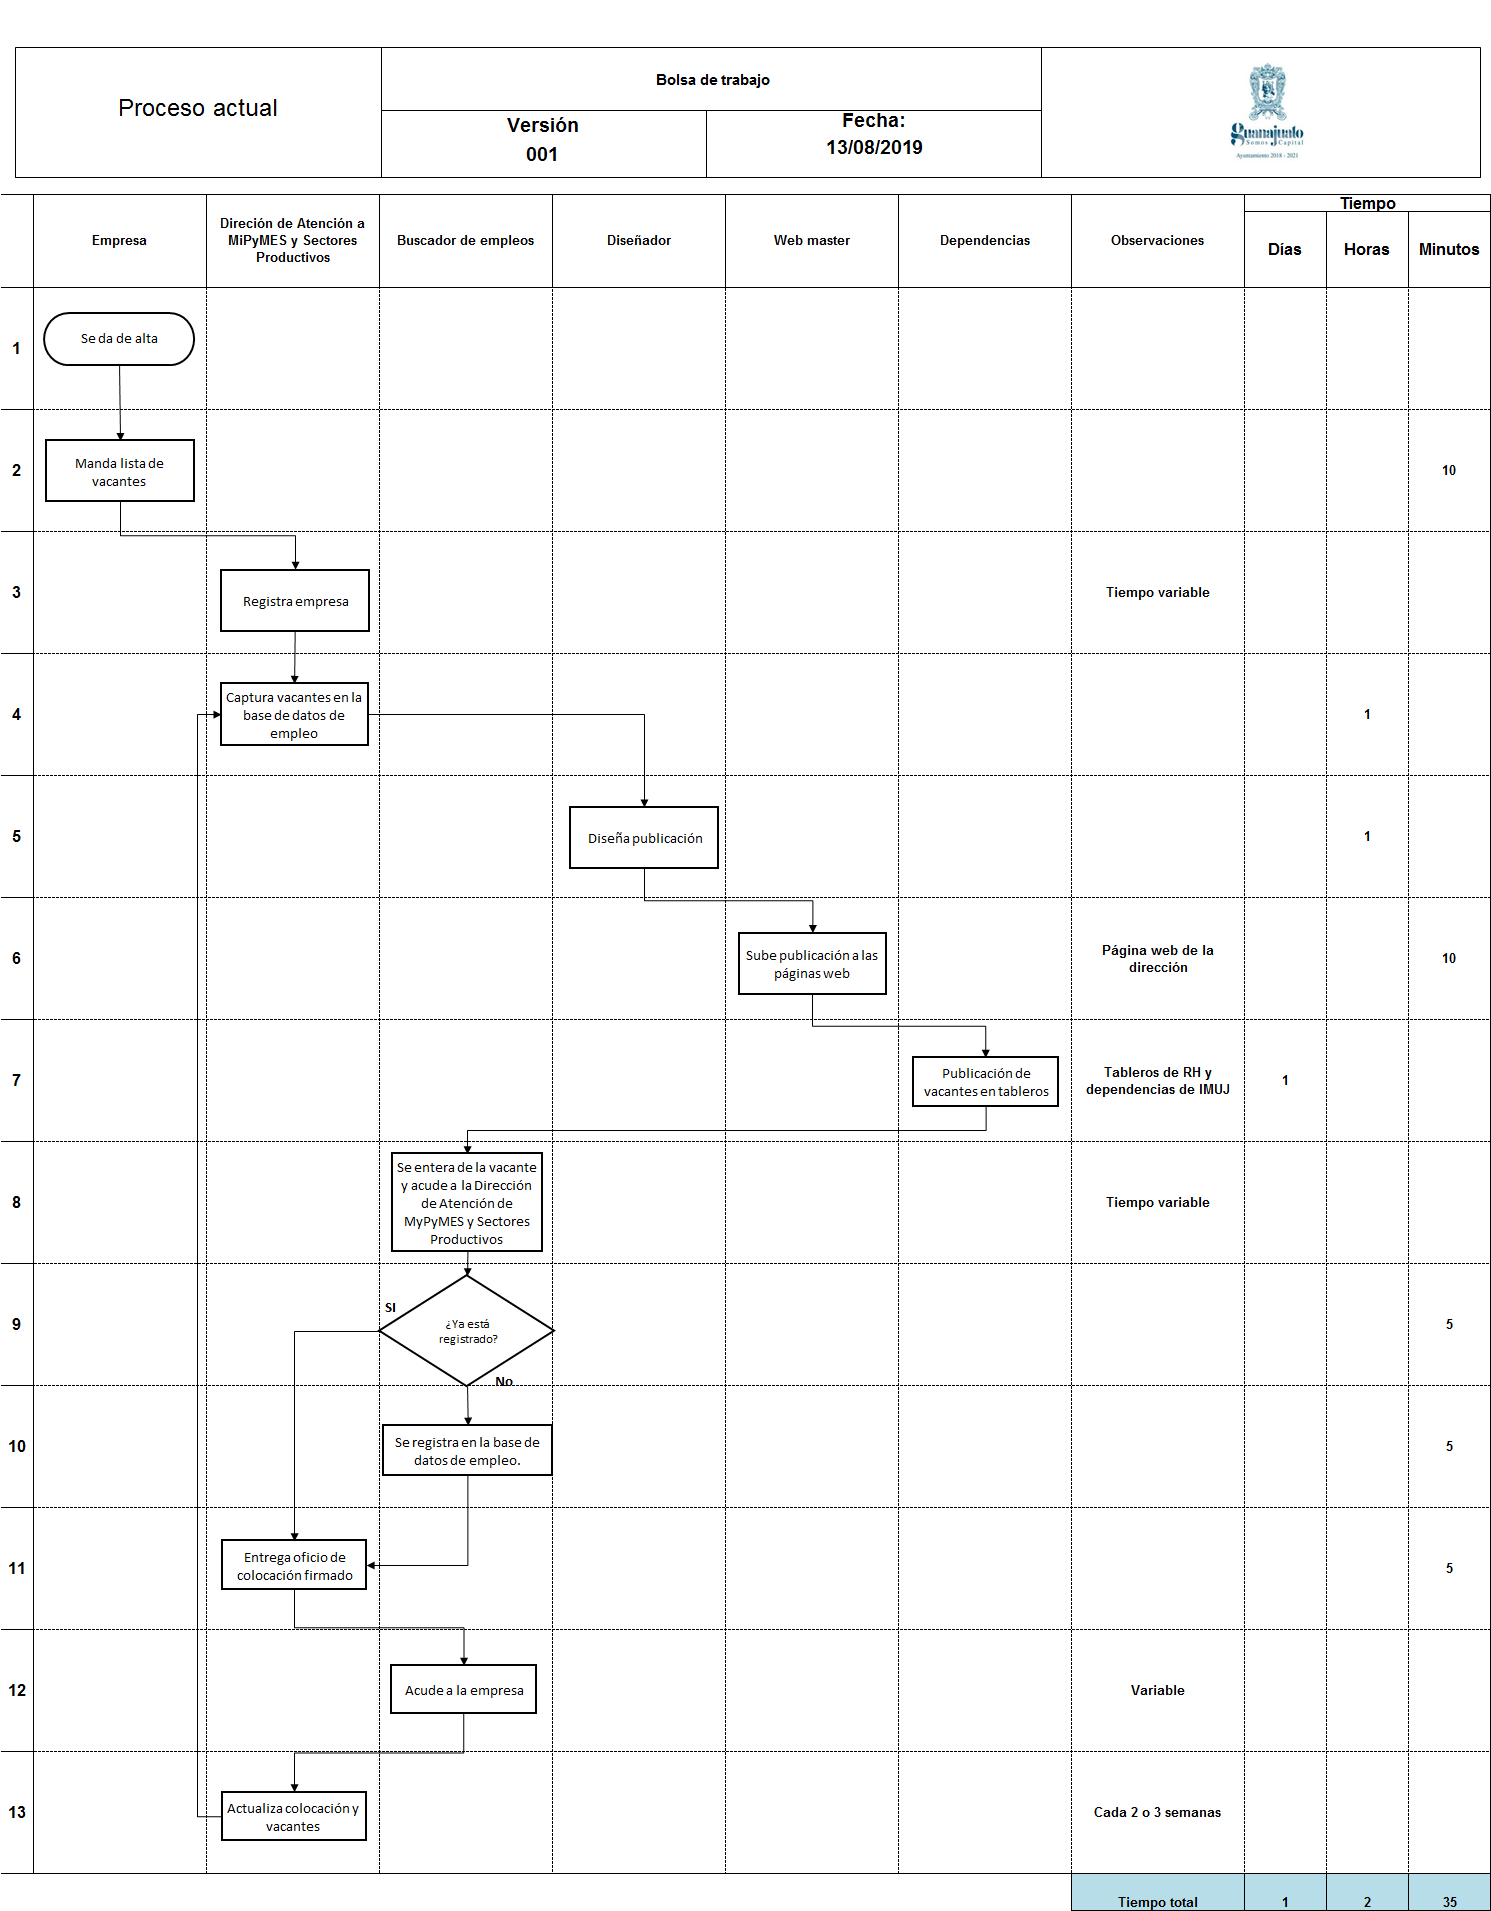 Proceso actual
Bolsa de trabajo
Versión
001
Fecha:
13/08/2019
guanajuato
Somos Capital
Ayuntamiento 2018 - 2021
Empresa
Direción de Atención a
MiPyMES y Sectores
Productivos
Buscador de empleos
Diseñador
Web master
Dependencias
Observaciones
Tiempo
Días
Horas
Minutos
1
Se da de alta
2
Manda lista de
vacantes
10
3
Registra empresa
Tiempo variable
4
Captura vacantes en la
base de datos de
empleo
1
5
Diseña publicación
1
6
Sube publicación a las
páginas web
Página web de la
dirección
10
7
Publicación de
vacantes en tableros
Tableros de RH y
dependencias de IMUJ
1
8
Se entera de la vacante
y acude a la Dirección
de Atención de
MyPyMES y Sectores
Productivos
Tiempo variable
9
SI
¿Ya está
registrado?
No
5
10
Se registra en la base de
datos de empleo.
5
11
Entrega oficio de
colocación firmado
5
12
Acude a la empresa
Variable
13
Actualiza colocación y
vacantes
Cada 2 o 3 semanas
Tiempo total
1
2
35